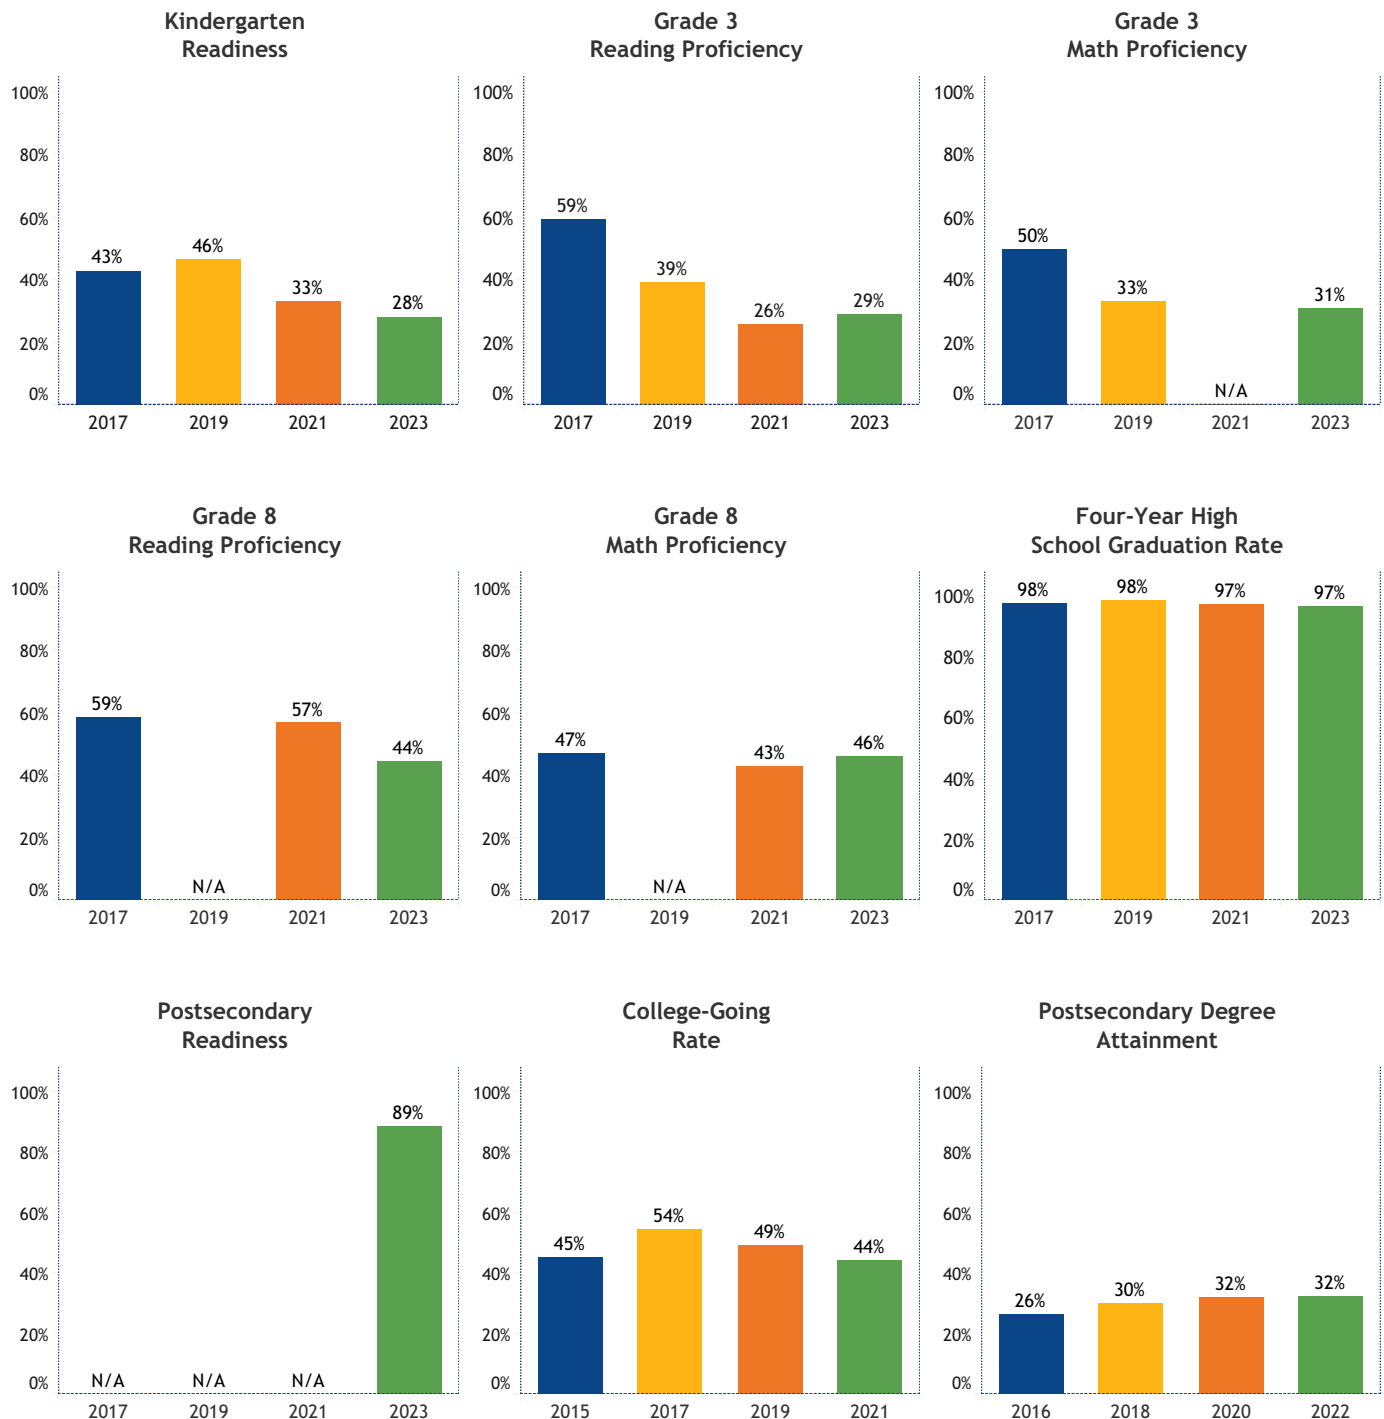 Kindergarten
Readiness
100%
80%
60%
40%
20%
0%
43%
46%
33%
28%
2017 2019 2021 2023
Grade 3
Reading Proficiency
100%
80%
60%
40%
20%
0%
59%
39%
26%
29%
2017 2019 2021 2023
Grade 3
Math Proficiency
100%
80%
60%
40%
20%
0%
50%
33%
N/A
31%
2017 2019 2021 2023
Grade 8
Reading Proficiency
100%
80%
60%
40%
20%
0%
59%
N/A
57%
44%
2017 2019 2021 2023
Grade 8
Math Proficiency
100%
80%
60%
40%
20%
0%
47%
N/A
43%
46%
2017 2019 2021 2023
Four-Year High
School Graduation Rate
100%
80%
60%
40%
20%
0%
98%
98%
97%
97%
2017 2019 2021 2023
Postsecondary
Readiness
100%
80%
60%
40%
20%
0%
N/A
N/A
N/A
89%
2017 2019 2021 2023
College-Going
Rate
100%
80%
60%
40%
20%
0%
45%
54%
49%
44%
2015 2017 2019 2021
Postsecondary Degree
Attainment
100%
80%
60%
40%
20%
0%
26%
30%
32%
32%
2016 2018 2020 2022